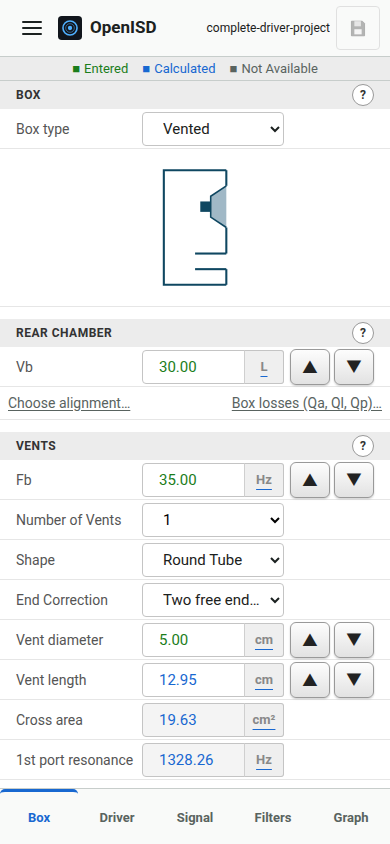 OpenISD complete-driver-project
Entered Calculated Not Available
BOX ?
Box type Vented
REAR CHAMBER ?
Vb 30.00 L
Choose alignment... Box losses (Qa, Ql, Qp)...
VENTS ?
Fb 35.00 Hz
Number of Vents 1
Shape Round Tube
End Correction Two free end...
Vent diameter 5.00 cm
Vent length 12.95 cm
Cross area 19.63 cm²
1st port resonance 1328.26 Hz
Box Driver Signal Filters Graph